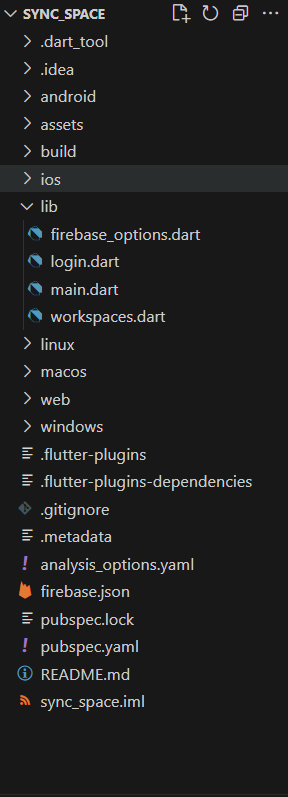 SYNC_SPACE
.dart_tool
.idea
android
assets
build
ios
lib
firebase_options.dart
login.dart
main.dart
workspaces.dart
linux
macos
web
windows
.flutter-plugins
.flutter-plugins-dependencies
.gitignore
.metadata
analysis_options.yaml
firebase.json
pubspec.lock
pubspec.yaml
README.md
sync_space.iml